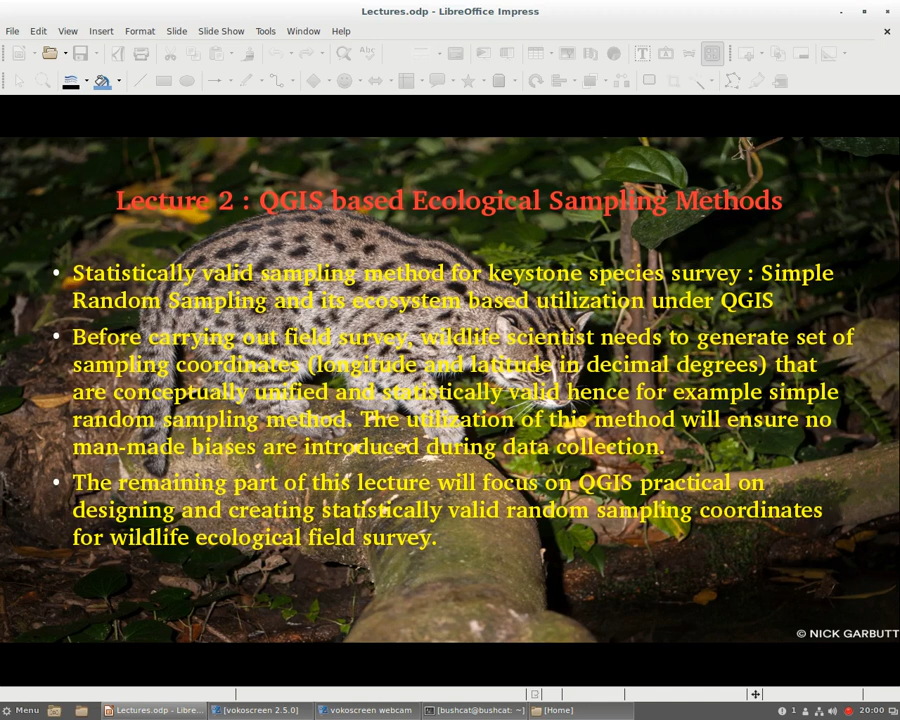 Lectures.odp - LibreOffice Impress
File Edit View Insert Format Slide Slide Show Tools Window Help
Lecture 2 : QGIS based Ecological Sampling Methods
• Statistically valid sampling method for keystone species survey : Simple
Random Sampling and its ecosystem based utilization under QGIS
• Before carrying out field survey, wildlife scientist needs to generate set of
sampling coordinates (longitude and latitude in decimal degrees) that
are conceptually unified and statistically valid hence for example simple
random sampling method. The utilization of this method will ensure no
man-made biases are introduced during data collection.
• The remaining part of this lecture will focus on QGIS practical on
designing and creating statistically valid random sampling coordinates
for wildlife ecological field survey.
© NICK GARBUTT
Menu Lectures.odp - Libre... [vokoscreen 2.5.0] vokoscreen webcam [bushcat@bushcat: ~] [Home] 1 20:00